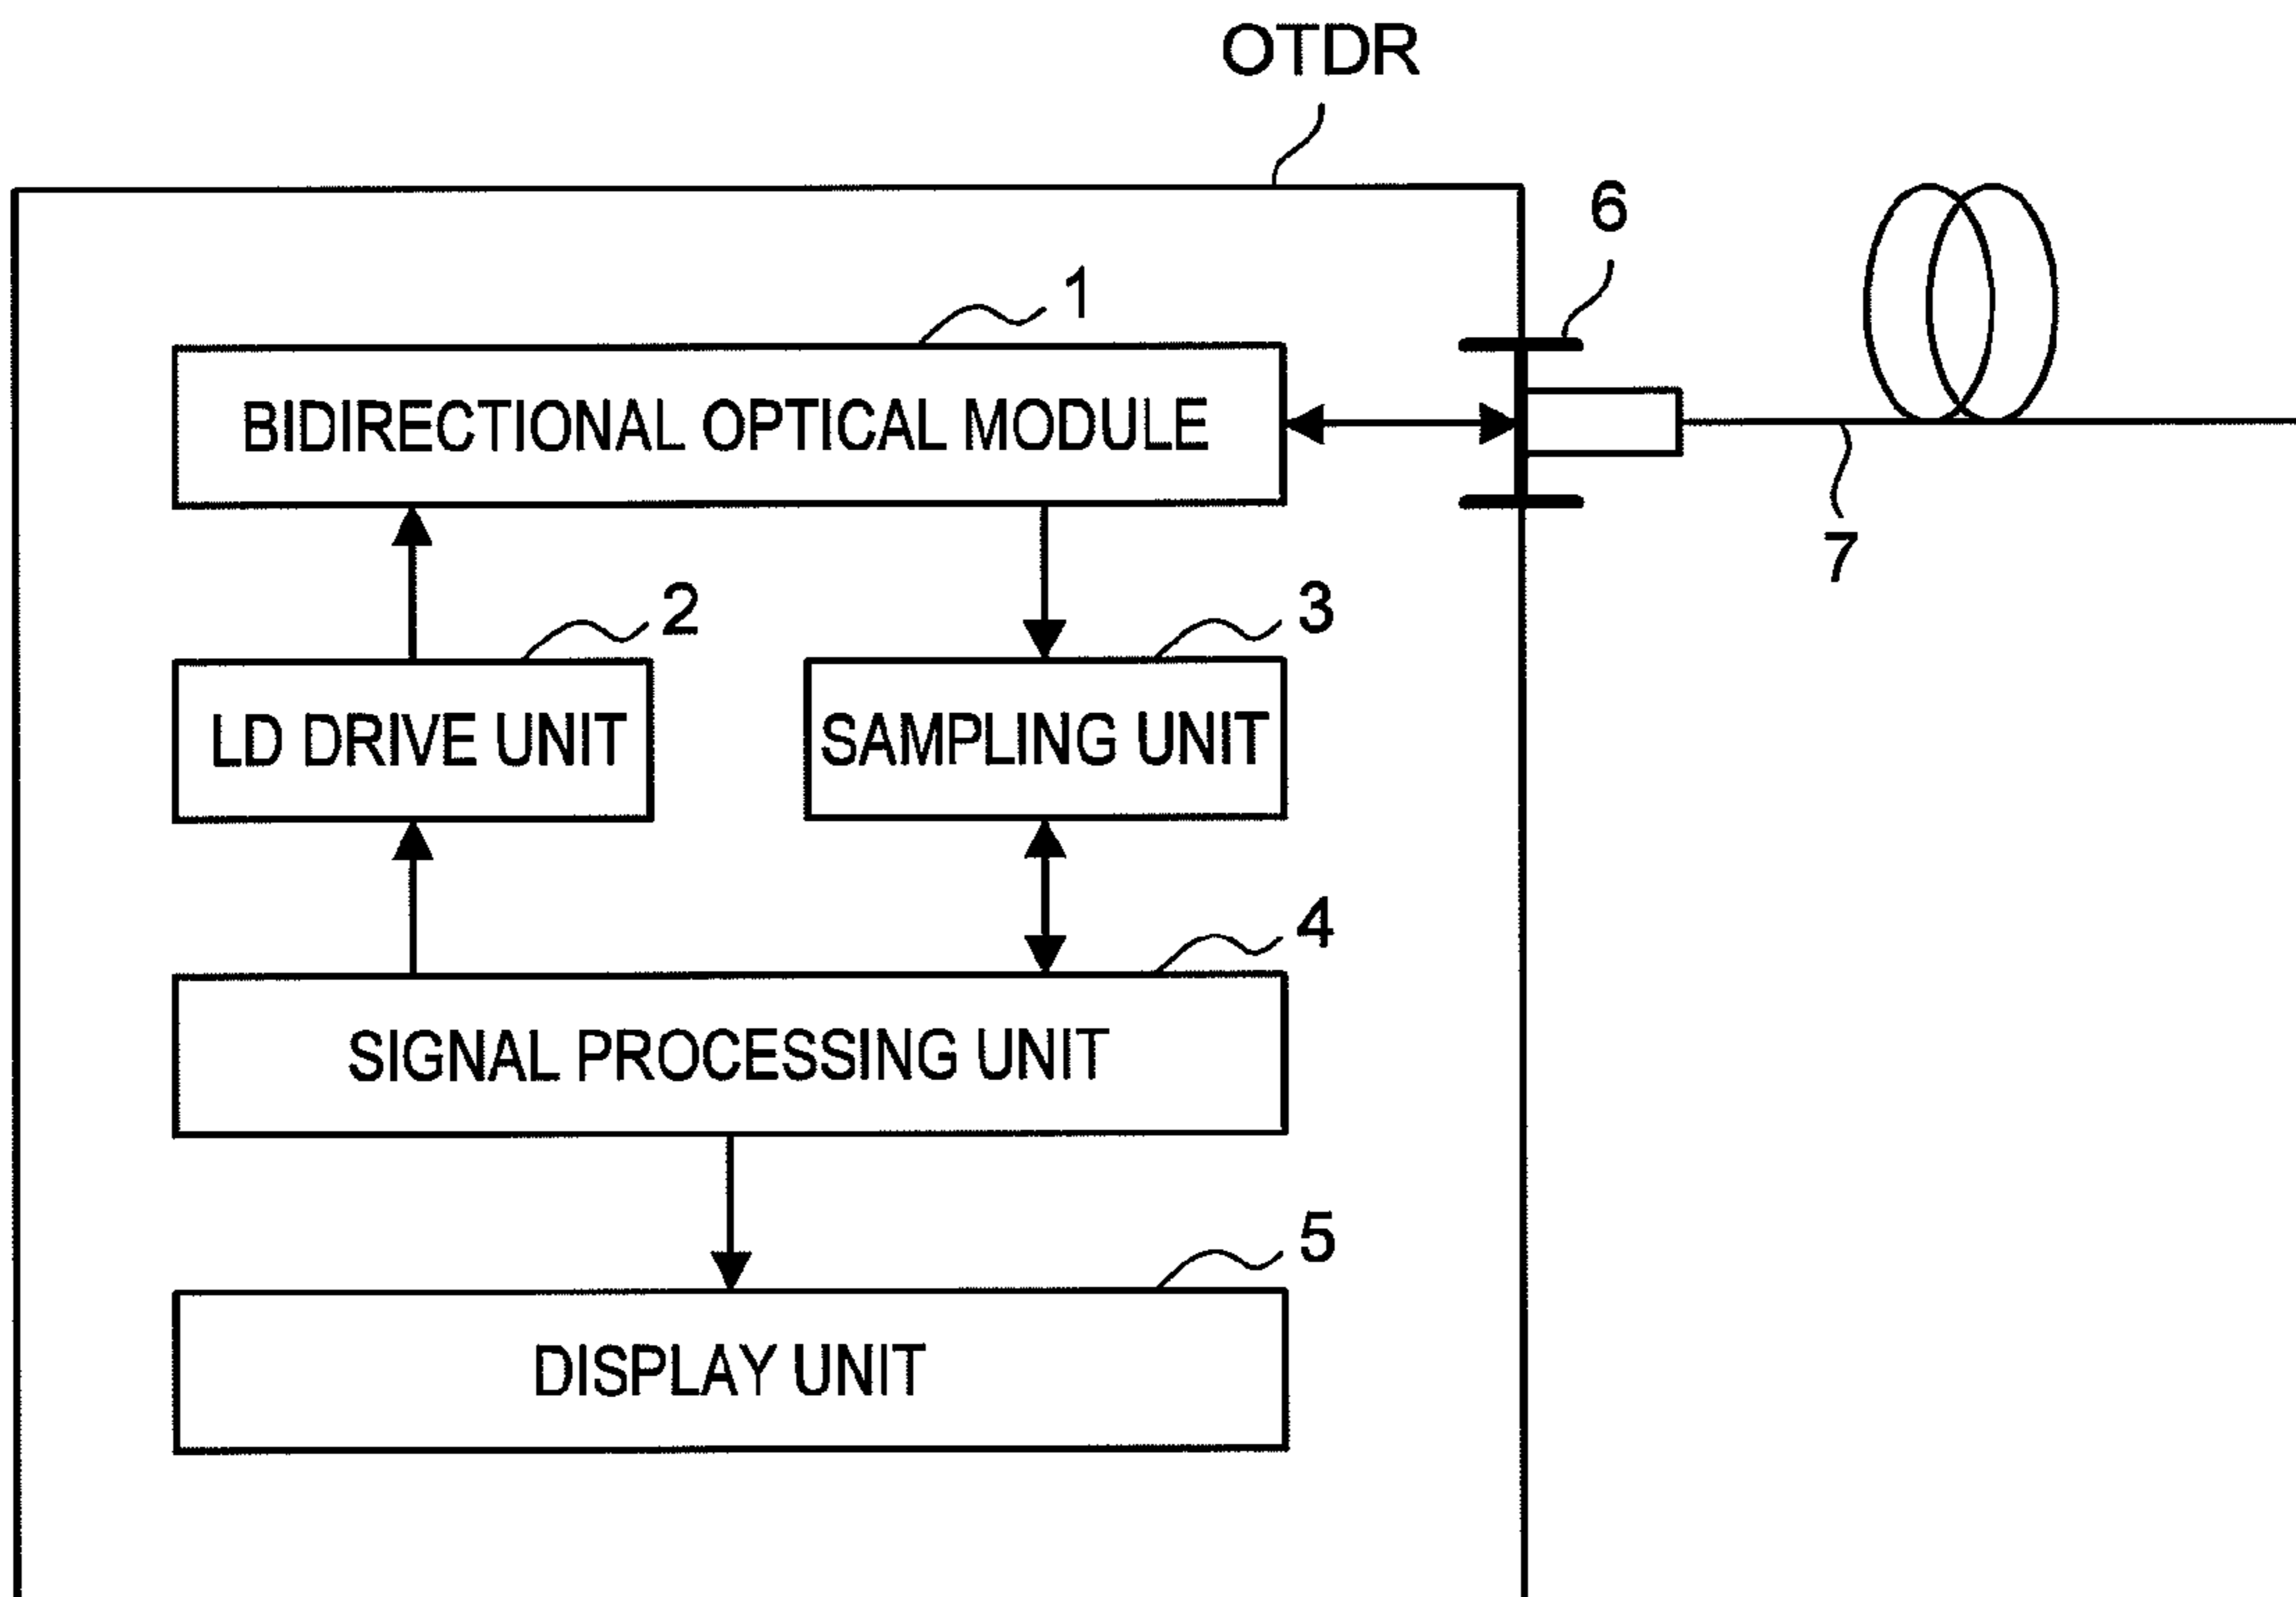 OTDR
6
1
BIDIRECTIONAL OPTICAL MODULE
7
2
3
LD DRIVE UNIT
SAMPLING UNIT
4
SIGNAL PROCESSING UNIT
5
DISPLAY UNIT